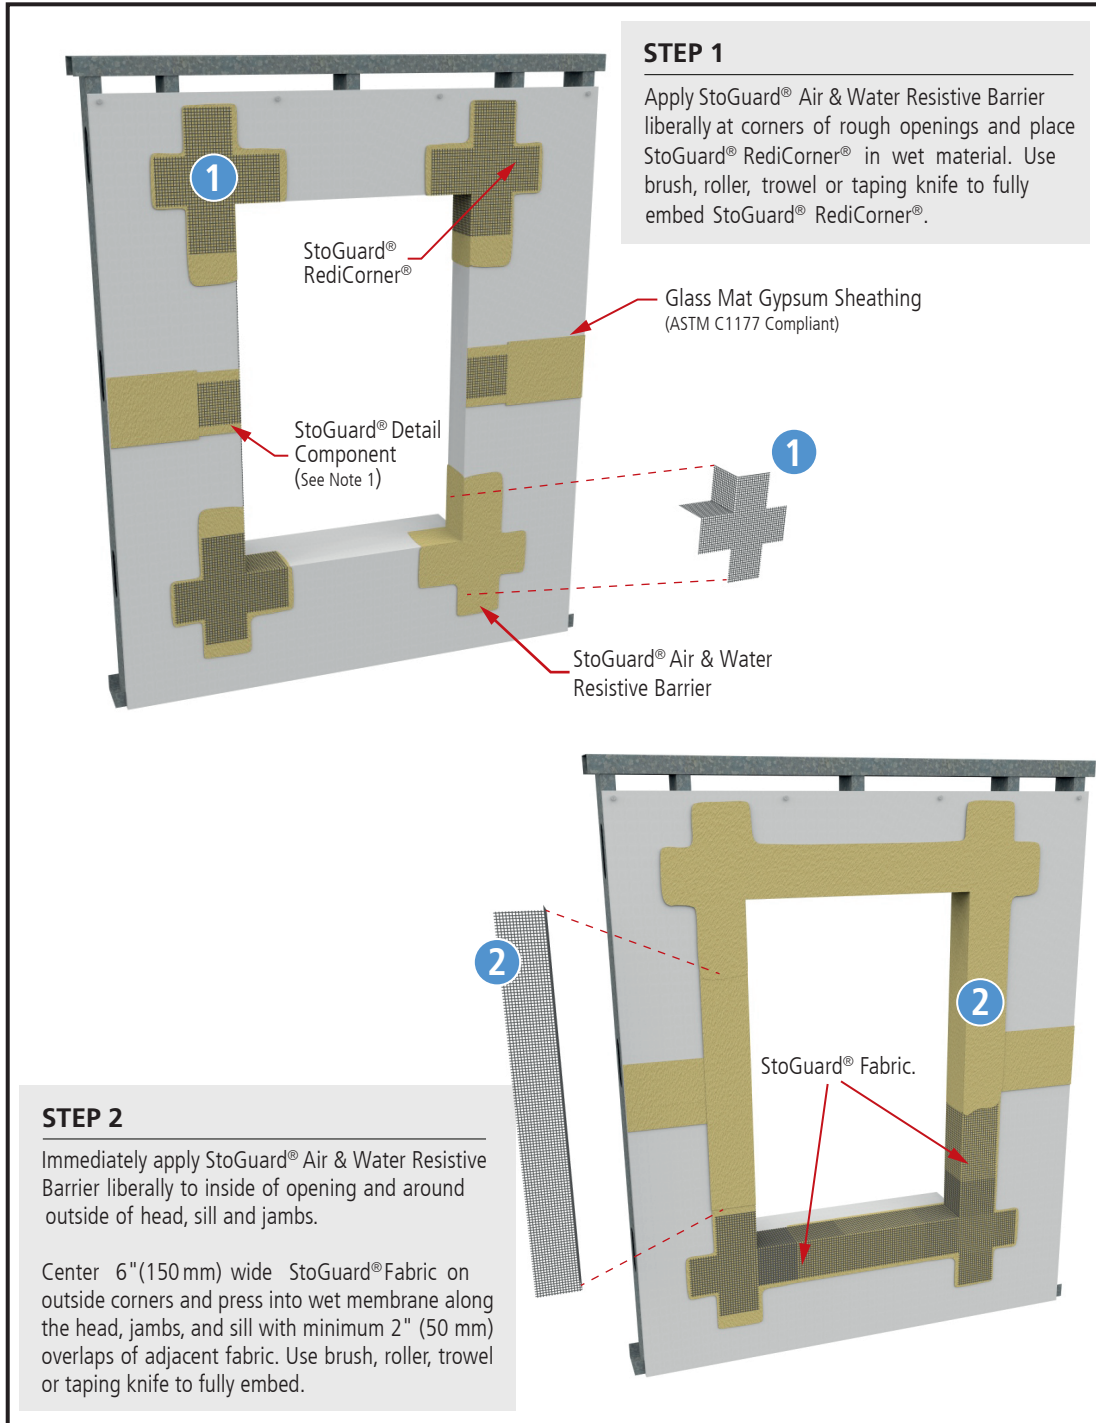 STEP 1
Apply StoGuard® Air & Water Resistive Barrier
liberally at corners of rough openings and place
StoGuard® RediCorner® in wet material. Use
brush, roller, trowel or taping knife to fully
embed StoGuard® RediCorner®.
1
StoGuard®
RediCorner®
Glass Mat Gypsum Sheathing
(ASTM C1177 Compliant)
StoGuard® Detail
Component
(See Note 1)
1
StoGuard® Air & Water
Resistive Barrier
2
2
StoGuard® Fabric.
STEP 2
Immediately apply StoGuard® Air & Water Resistive
Barrier liberally to inside of opening and around
outside of head, sill and jambs.
Center 6"(150 mm) wide StoGuard® Fabric on
outside corners and press into wet membrane along
the head, jambs, and sill with minimum 2" (50 mm)
overlaps of adjacent fabric. Use brush, roller, trowel
or taping knife to fully embed.